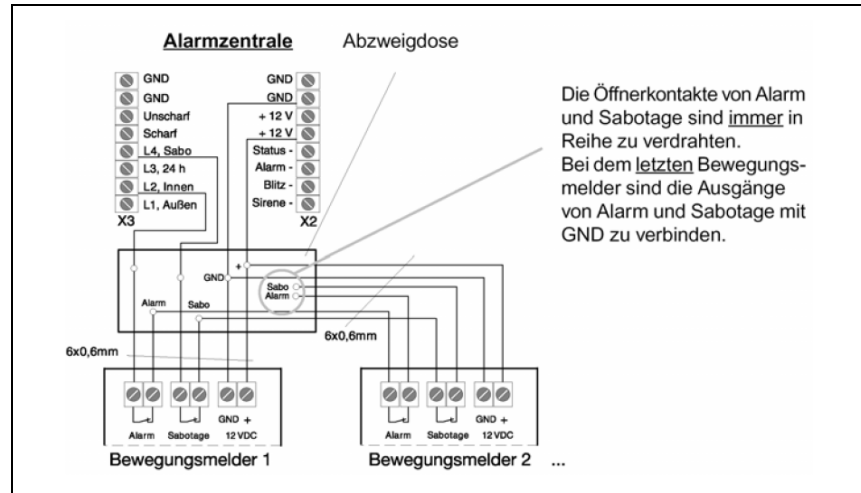 Alarmzentrale
Abzweigdose
GND
GND
Unscharf
Scharf
L4, Sabo
L3, 24 h
L2, Innen
L1, Außen
X3
GND
GND
+ 12 V
+ 12 V
Status -
Alarm -
Blitz -
Sirene -
X2
Die Öffnerkontakte von Alarm
und Sabotage sind immer in
Reihe zu verdrahten.
Bei dem letzten Bewegungs-
melder sind die Ausgänge
von Alarm und Sabotage mit
GND zu verbinden.
+
GND
Sabo
Alarm
Alarm
Sabo
6x0,6mm
6x0,6mm
GND +
Alarm Sabotage 12 VDC
Bewegungsmelder 1
GND +
Alarm Sabotage 12 VDC
Bewegungsmelder 2 ...